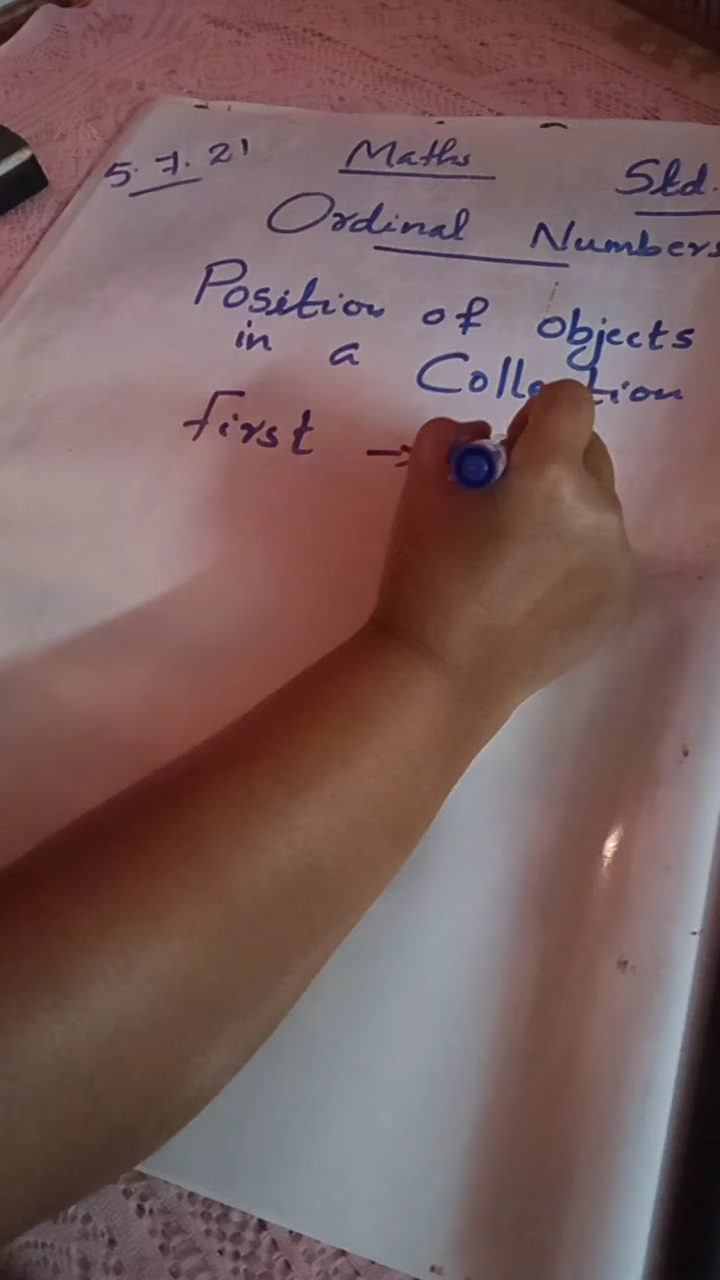 5.7.21 Maths Std.
Ordinal Numbers
Position of objects
in a Collection
first →